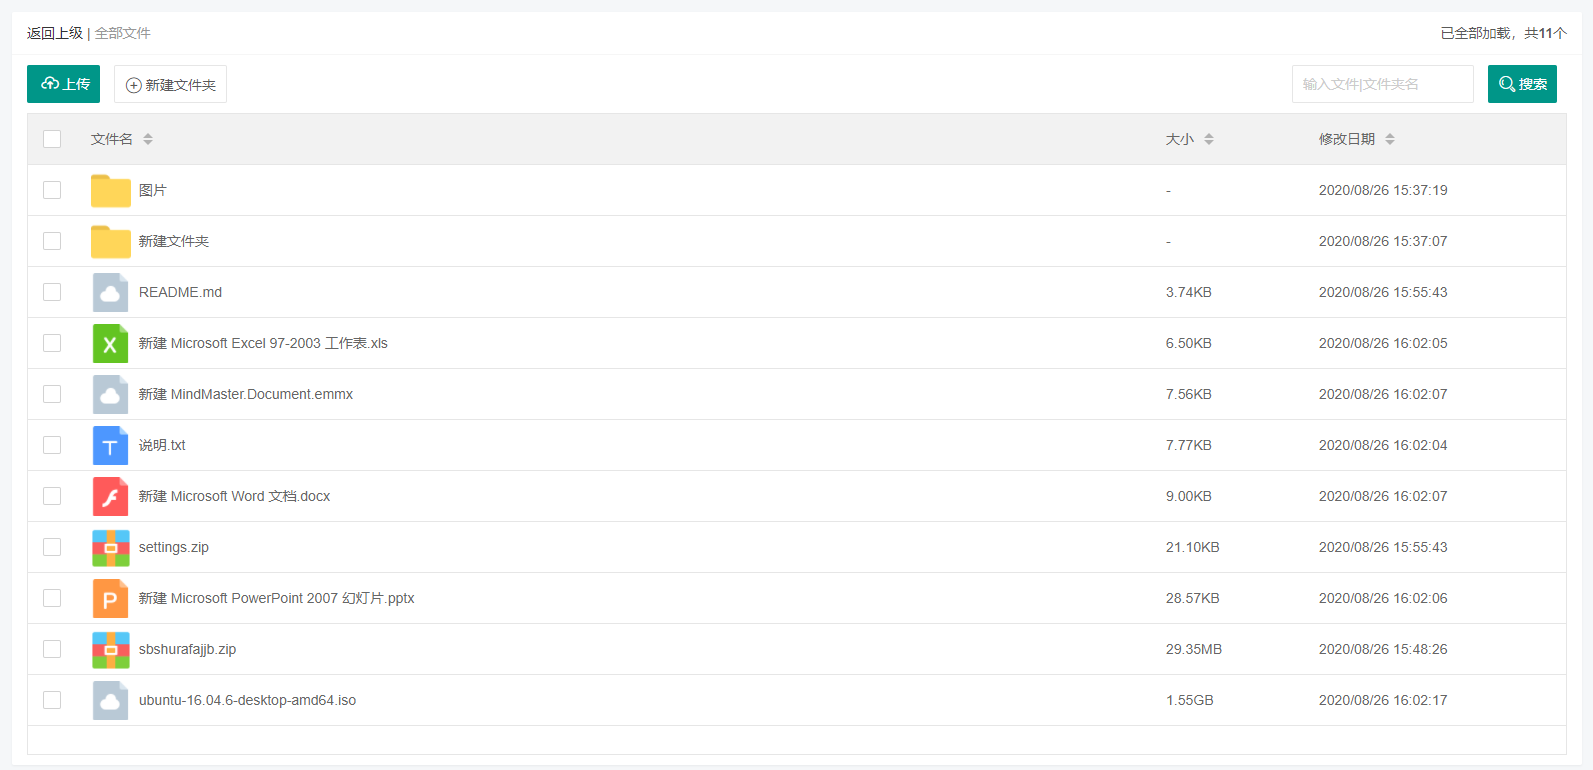 返回上级 | 全部文件 已全部加载，共11个
上传 新建文件夹 输入文件|文件夹名 搜索
文件名 大小 修改日期
图片 - 2020/08/26 15:37:19
新建文件夹 - 2020/08/26 15:37:07
README.md 3.74KB 2020/08/26 15:55:43
X 新建 Microsoft Excel 97-2003 工作表.xls 6.50KB 2020/08/26 16:02:05
新建 MindMaster.Document.emmx 7.56KB 2020/08/26 16:02:07
T 说明.txt 7.77KB 2020/08/26 16:02:04
新建 Microsoft Word 文档.docx 9.00KB 2020/08/26 16:02:07
settings.zip 21.10KB 2020/08/26 15:55:43
P 新建 Microsoft PowerPoint 2007 幻灯片.pptx 28.57KB 2020/08/26 16:02:06
sbshurafajjb.zip 29.35MB 2020/08/26 15:48:26
ubuntu-16.04.6-desktop-amd64.iso 1.55GB 2020/08/26 16:02:17